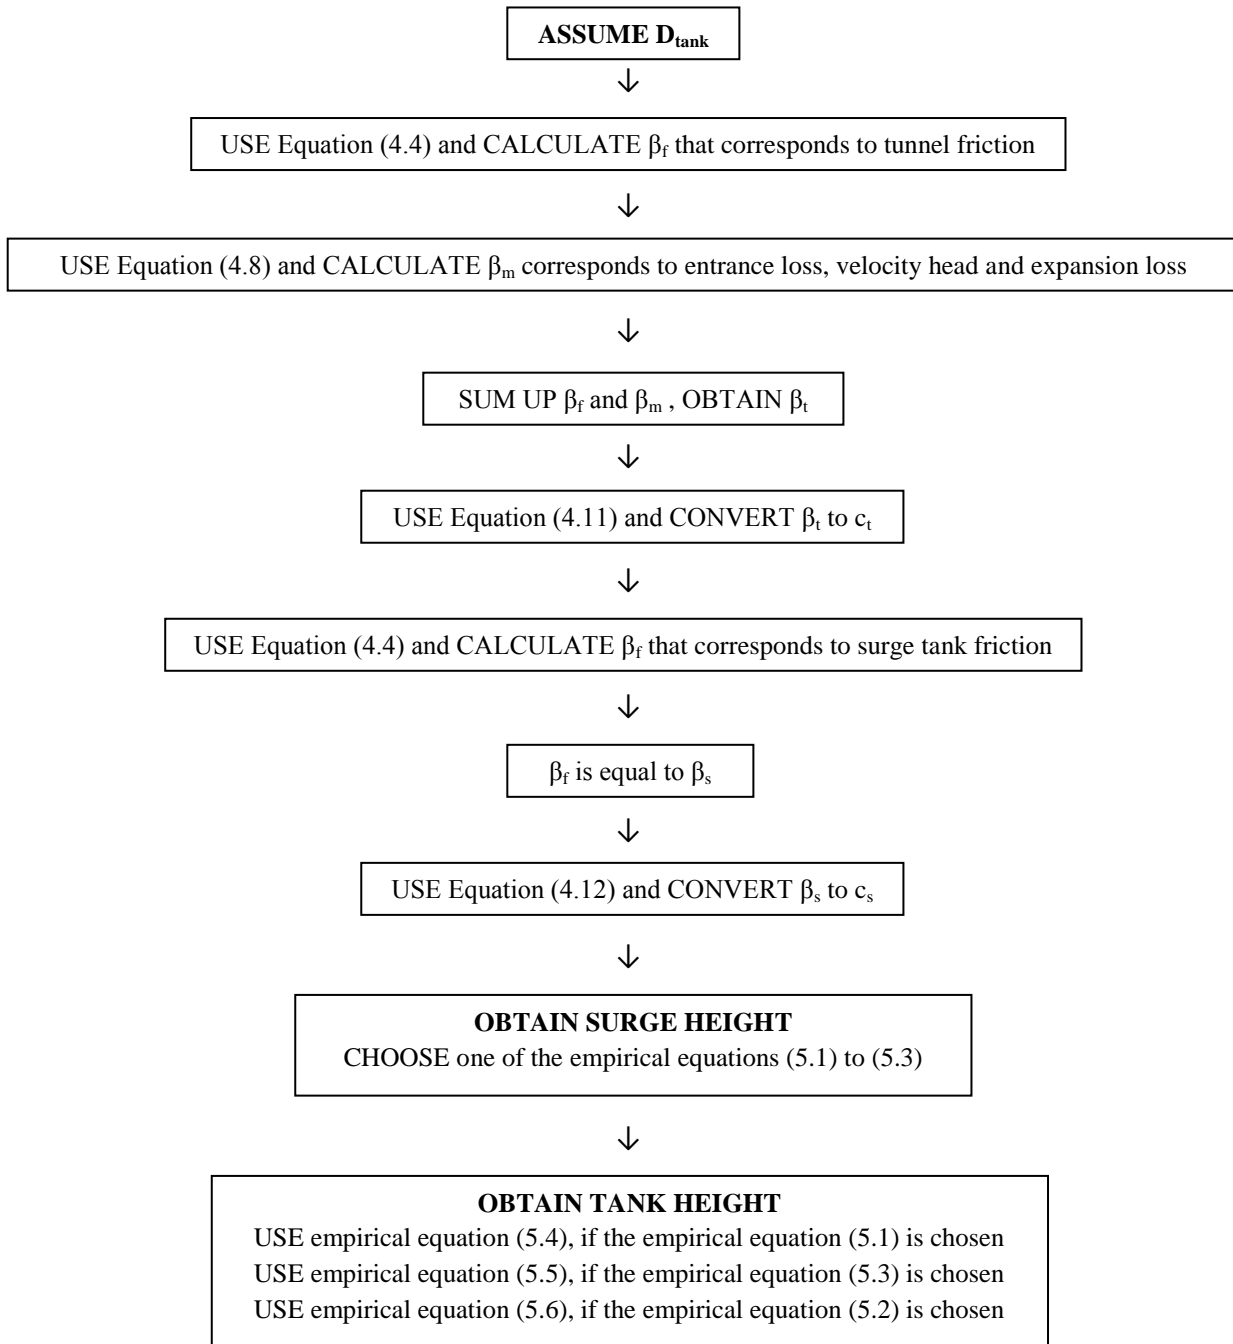 ASSUME Dtank
↓
USE Equation (4.4) and CALCULATE βf that corresponds to tunnel friction
↓
USE Equation (4.8) and CALCULATE βm corresponds to entrance loss, velocity head and expansion loss
↓
SUM UP βf and βm , OBTAIN βt
↓
USE Equation (4.11) and CONVERT βt to ct
↓
USE Equation (4.4) and CALCULATE βf that corresponds to surge tank friction
↓
βf is equal to βs
↓
USE Equation (4.12) and CONVERT βs to cs
↓
OBTAIN SURGE HEIGHT
CHOOSE one of the empirical equations (5.1) to (5.3)
↓
OBTAIN TANK HEIGHT
USE empirical equation (5.4), if the empirical equation (5.1) is chosen
USE empirical equation (5.5), if the empirical equation (5.3) is chosen
USE empirical equation (5.6), if the empirical equation (5.2) is chosen